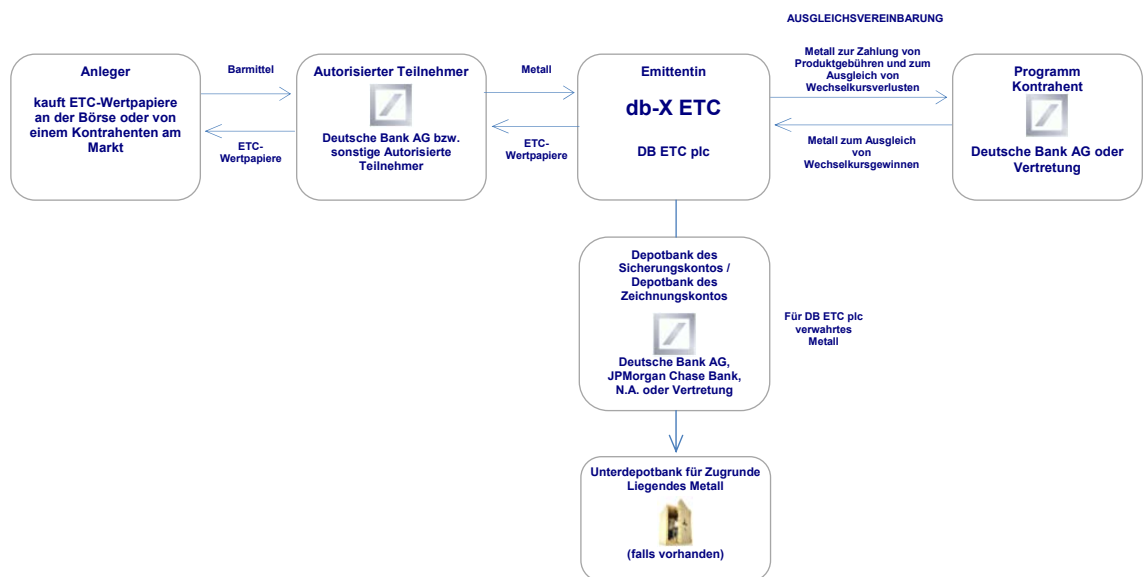 AUSGLEICHSVEREINBARUNG
Anleger
kauft ETC-Wertpapiere
an der Börse oder von
einem Kontrahenten am
Markt
Barmittel
ETC-
Wertpapiere
Autorisierter Teilnehmer
Deutsche Bank AG bzw.
sonstige Autorisierte
Teilnehmer
Metall
ETC-
Wertpapiere
Emittentin
db-X ETC
DB ETC plc
Metall zur Zahlung von
Produktgebühren und zum
Ausgleich von
Wechselkursverlusten
Metall zum Ausgleich
von
Wechselkursgewinnen
Programm
Kontrahent
Deutsche Bank AG oder
Vertretung
Depotbank des
Sicherungskontos /
Depotbank des
Zeichnungskontos
Deutsche Bank AG,
JPMorgan Chase Bank,
N.A. oder Vertretung
Für DB ETC plc
verwahrtes
Metall
Unterdepotbank für Zugrunde
Liegendes Metall
(falls vorhanden)